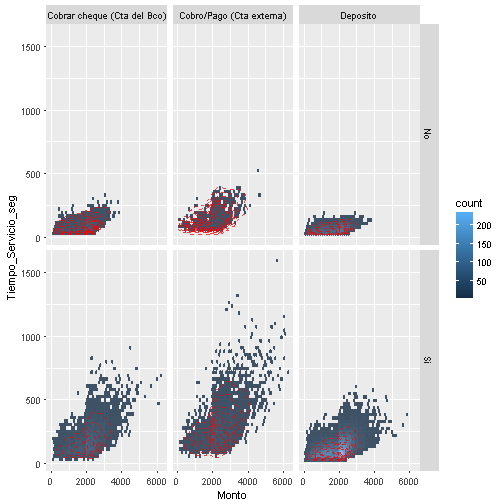 Cobrar cheque (Cta del Bco)
Cobro/Pago (Cta externa)
Deposito
1500
1000
500
0
No
1500
1000
500
0
Si
0 2000 4000 6000
0 2000 4000 6000
0 2000 4000 6000
Monto
Tiempo_Servicio_seg
count
200
150
100
50